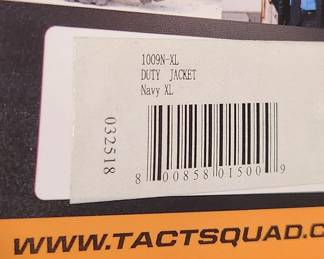 1009N-XL
DUTY JACKET
Navy XL
032518
8 00858 01500 9
WWW.TACTSQUAD.C